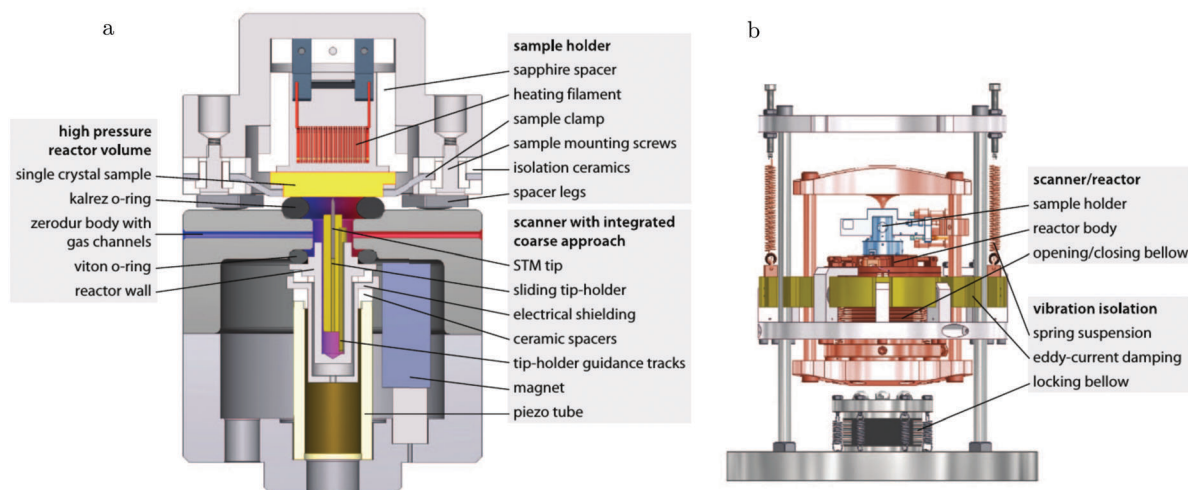 a
high pressure
reactor volume
single crystal sample
kalrez o-ring
zerodur body with
gas channels
viton o-ring
reactor wall
sample holder
sapphire spacer
heating filament
sample clamp
sample mounting screws
isolation ceramics
spacer legs
scanner with integrated
coarse approach
STM tip
sliding tip-holder
electrical shielding
ceramic spacers
tip-holder guidance tracks
magnet
piezo tube
b
scanner/reactor
sample holder
reactor body
opening/closing bellow
vibration isolation
spring suspension
eddy-current damping
locking bellow